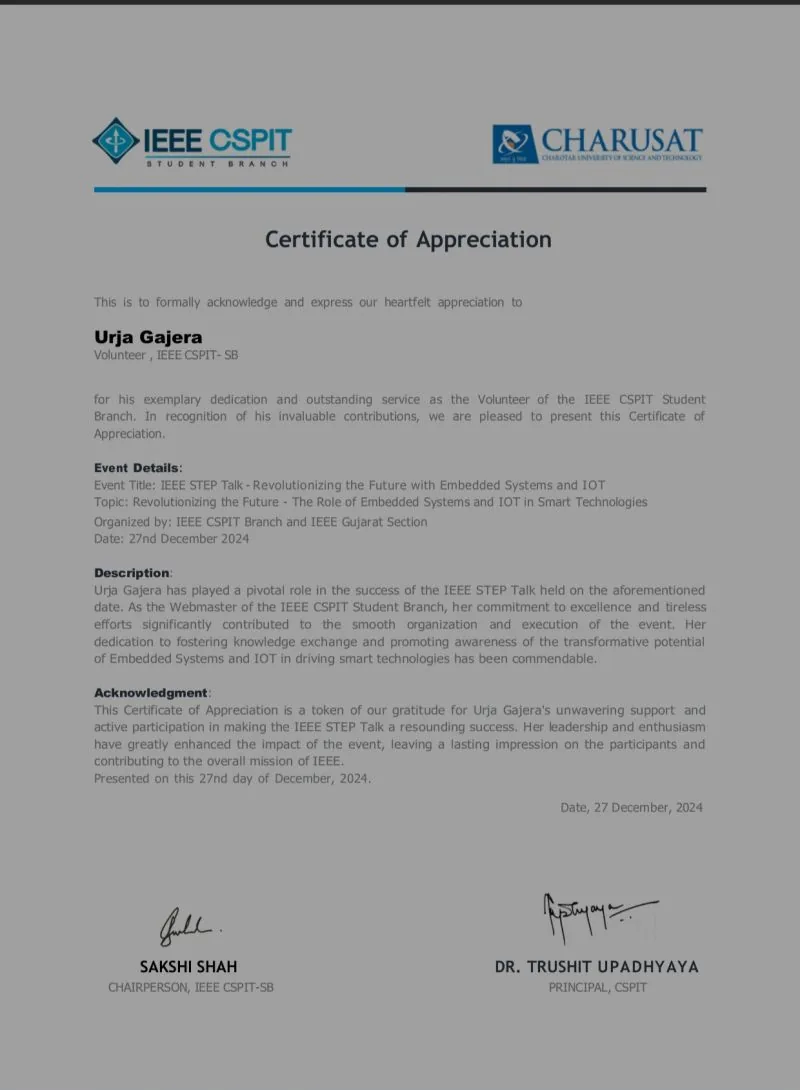 IEEE CSPIT
STUDENT BRANCH
CHARUSAT
CHAROTAR UNIVERSITY OF SCIENCE AND TECHNOLOGY
Certificate of Appreciation
This is to formally acknowledge and express our heartfelt appreciation to
Urja Gajera
Volunteer , IEEE CSPIT- SB
for his exemplary dedication and outstanding service as the Volunteer of the IEEE CSPIT Student
Branch. In recognition of his invaluable contributions, we are pleased to present this Certificate of
Appreciation.
Event Details:
Event Title: IEEE STEP Talk - Revolutionizing the Future with Embedded Systems and IOT
Topic: Revolutionizing the Future - The Role of Embedded Systems and IOT in Smart Technologies
Organized by: IEEE CSPIT Branch and IEEE Gujarat Section
Date: 27nd December 2024
Description:
Urja Gajera has played a pivotal role in the success of the IEEE STEP Talk held on the aforementioned
date. As the Webmaster of the IEEE CSPIT Student Branch, her commitment to excellence and tireless
efforts significantly contributed to the smooth organization and execution of the event. Her
dedication to fostering knowledge exchange and promoting awareness of the transformative potential
of Embedded Systems and IOT in driving smart technologies has been commendable.
Acknowledgment:
This Certificate of Appreciation is a token of our gratitude for Urja Gajera's unwavering support and
active participation in making the IEEE STEP Talk a resounding success. Her leadership and enthusiasm
have greatly enhanced the impact of the event, leaving a lasting impression on the participants and
contributing to the overall mission of IEEE.
Presented on this 27nd day of December, 2024.
Date, 27 December, 2024
SAKSHI SHAH
CHAIRPERSON, IEEE CSPIT-SB
DR. TRUSHIT UPADHYAYA
PRINCIPAL, CSPIT